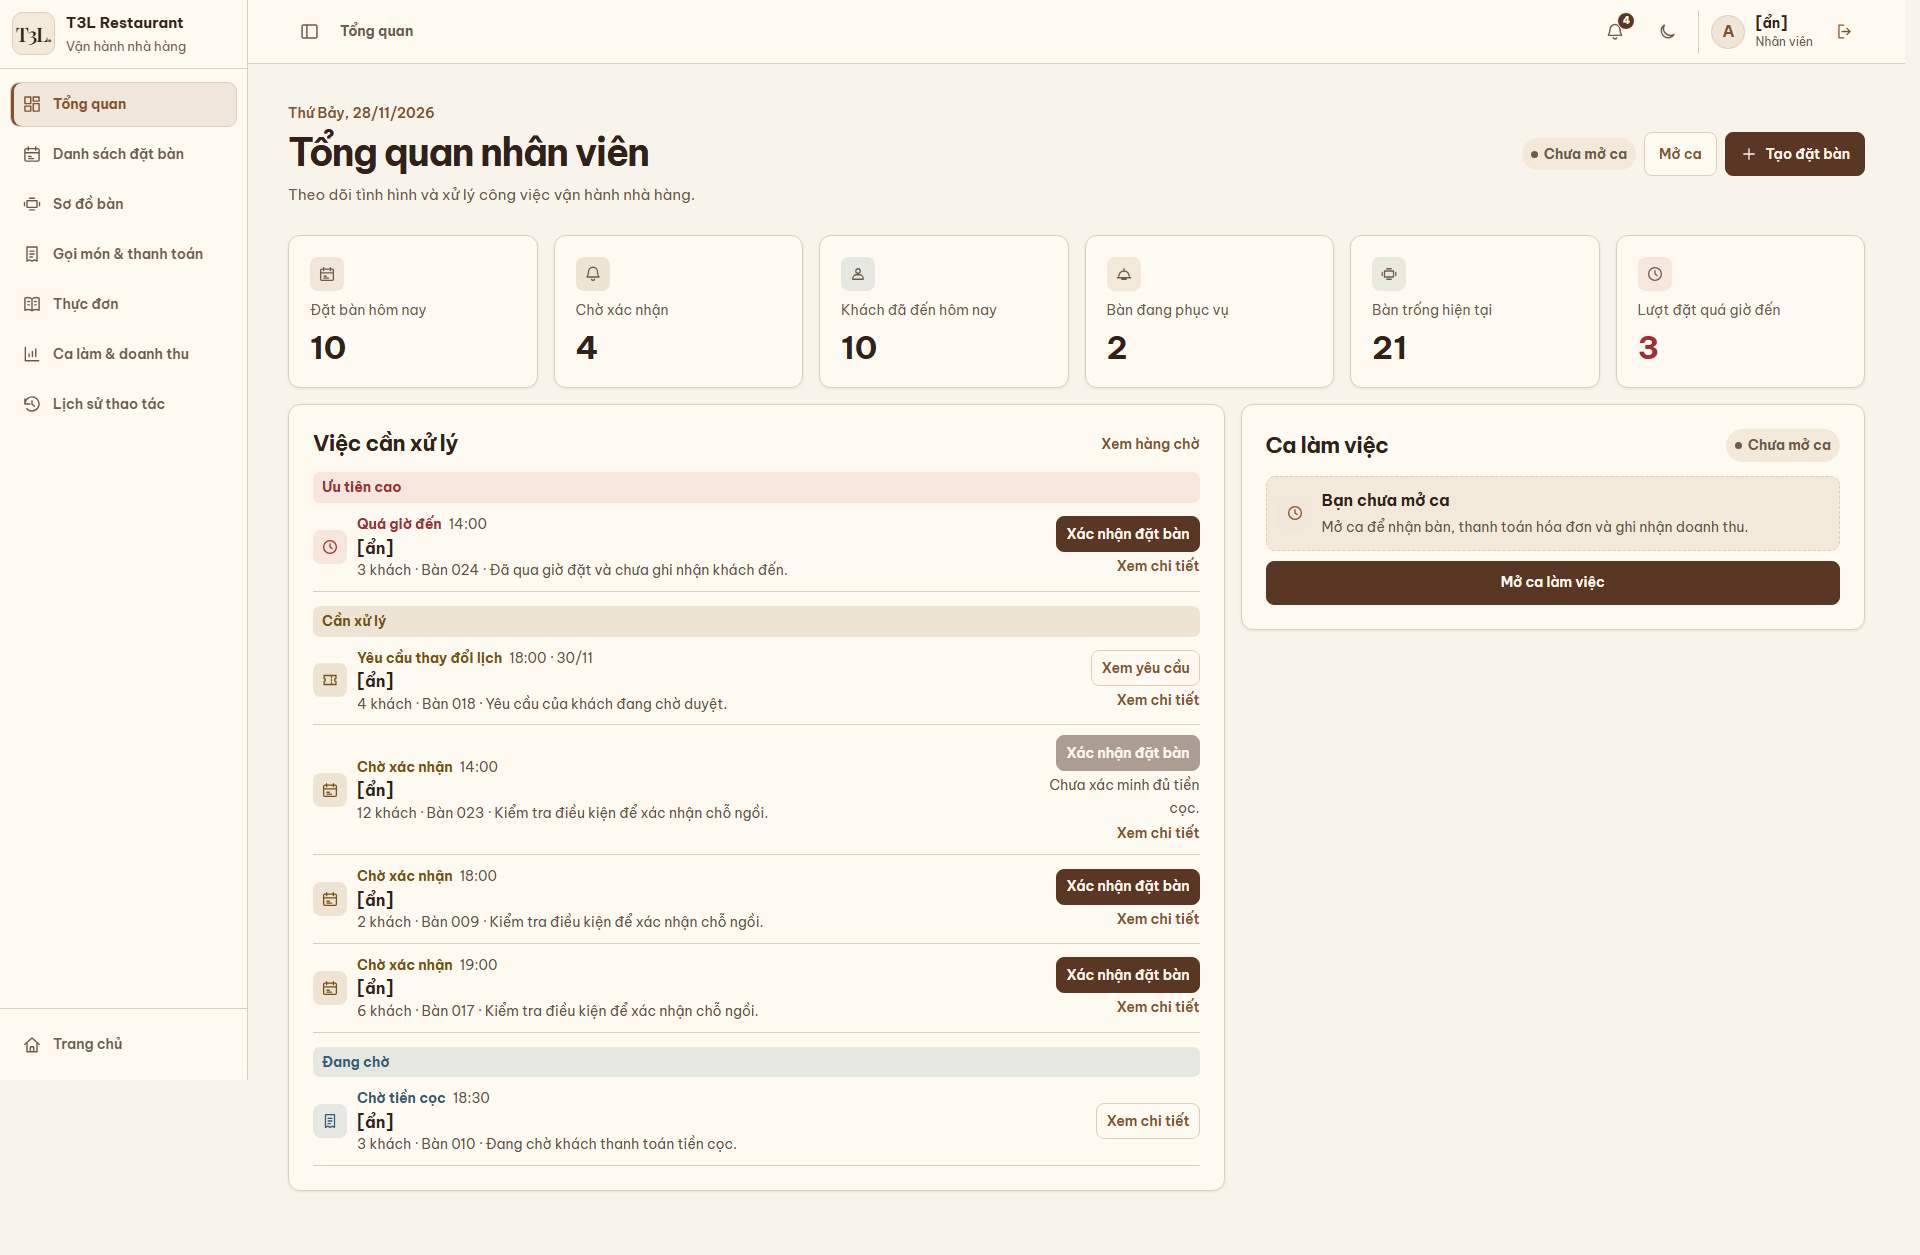 T3L Restaurant
Vận hành nhà hàng
Tổng quan
Danh sách đặt bàn
Sơ đồ bàn
Gọi món & thanh toán
Thực đơn
Ca làm & doanh thu
Lịch sử thao tác
Trang chủ
Tổng quan
4
A
[ẩn]
Nhân viên
Thứ Bảy, 28/11/2026
Tổng quan nhân viên
Theo dõi tình hình và xử lý công việc vận hành nhà hàng.
Chưa mở ca
Mở ca
Tạo đặt bàn
Đặt bàn hôm nay
10
Chờ xác nhận
4
Khách đã đến hôm nay
10
Bàn đang phục vụ
2
Bàn trống hiện tại
21
Lượt đặt quá giờ đến
3
Việc cần xử lý
Xem hàng chờ
Ưu tiên cao
Quá giờ đến 14:00
[ẩn]
3 khách · Bàn 024 · Đã qua giờ đặt và chưa ghi nhận khách đến.
Xác nhận đặt bàn
Xem chi tiết
Cần xử lý
Yêu cầu thay đổi lịch 18:00 · 30/11
[ẩn]
4 khách · Bàn 018 · Yêu cầu của khách đang chờ duyệt.
Xem yêu cầu
Xem chi tiết
Chờ xác nhận 14:00
[ẩn]
12 khách · Bàn 023 · Kiểm tra điều kiện để xác nhận chỗ ngồi.
Xác nhận đặt bàn
Chưa xác minh đủ tiền
cọc.
Xem chi tiết
Chờ xác nhận 18:00
[ẩn]
2 khách · Bàn 009 · Kiểm tra điều kiện để xác nhận chỗ ngồi.
Xác nhận đặt bàn
Xem chi tiết
Chờ xác nhận 19:00
[ẩn]
6 khách · Bàn 017 · Kiểm tra điều kiện để xác nhận chỗ ngồi.
Xác nhận đặt bàn
Xem chi tiết
Đang chờ
Chờ tiền cọc 18:30
[ẩn]
3 khách · Bàn 010 · Đang chờ khách thanh toán tiền cọc.
Xem chi tiết
Ca làm việc
Chưa mở ca
Bạn chưa mở ca
Mở ca để nhận bàn, thanh toán hóa đơn và ghi nhận doanh thu.
Mở ca làm việc